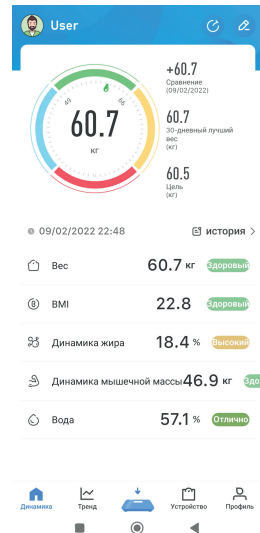 User
+60.7
Сравнение
(09/02/2022)
49
66
60.7
кг
60.7
30-дневный лучший
вес
(кг)
60.5
Цель
(кг)
09/02/2022 22:48
история >
Вес 60.7 кг Здоровый
BMI 22.8 Здоровый
Динамика жира 18.4 % Высокий
Динамика мышечной массы 46.9 кг Здо
Вода 57.1 % Отлично
Динамика Тренд Устройство Профиль